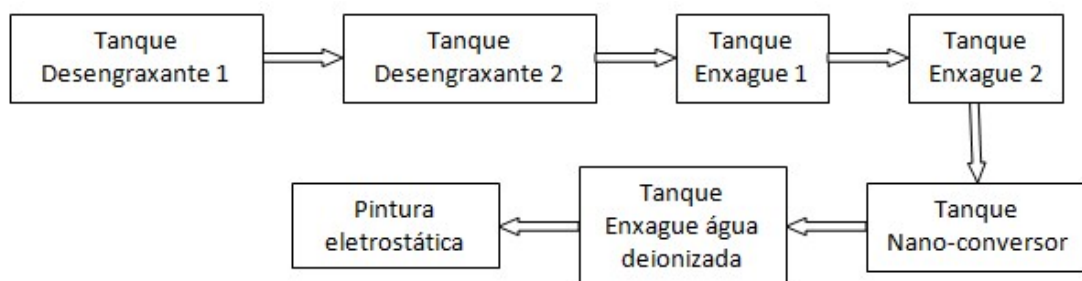 Tanque
Desengraxante 1
Tanque
Desengraxante 2
Tanque
Enxague 1
Tanque
Enxague 2
Tanque
Nano-conversor
Tanque
Enxague água
deionizada
Pintura
eletrostática